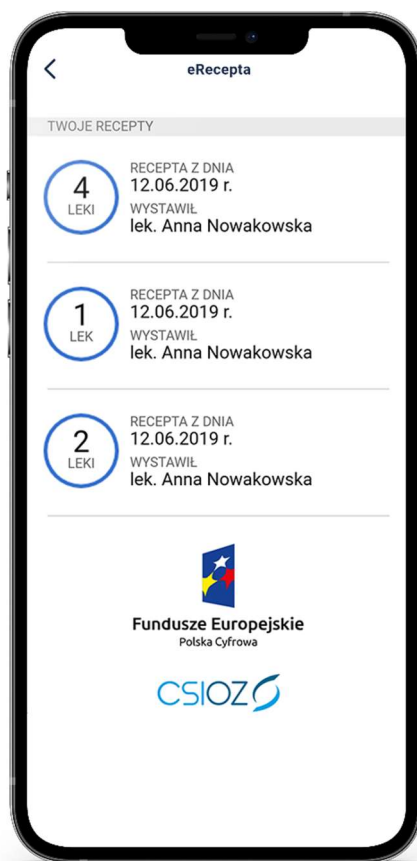 eRecepta
TWOJE RECEPTY
4
LEKI
RECEPTA Z DNIA
12.06.2019 r.
WYSTAWIŁ
lek. Anna Nowakowska
1
LEK
RECEPTA Z DNIA
12.06.2019 r.
WYSTAWIŁ
lek. Anna Nowakowska
2
LEKI
RECEPTA Z DNIA
12.06.2019 r.
WYSTAWIŁ
lek. Anna Nowakowska
Fundusze Europejskie
Polska Cyfrowa
CSIOZ